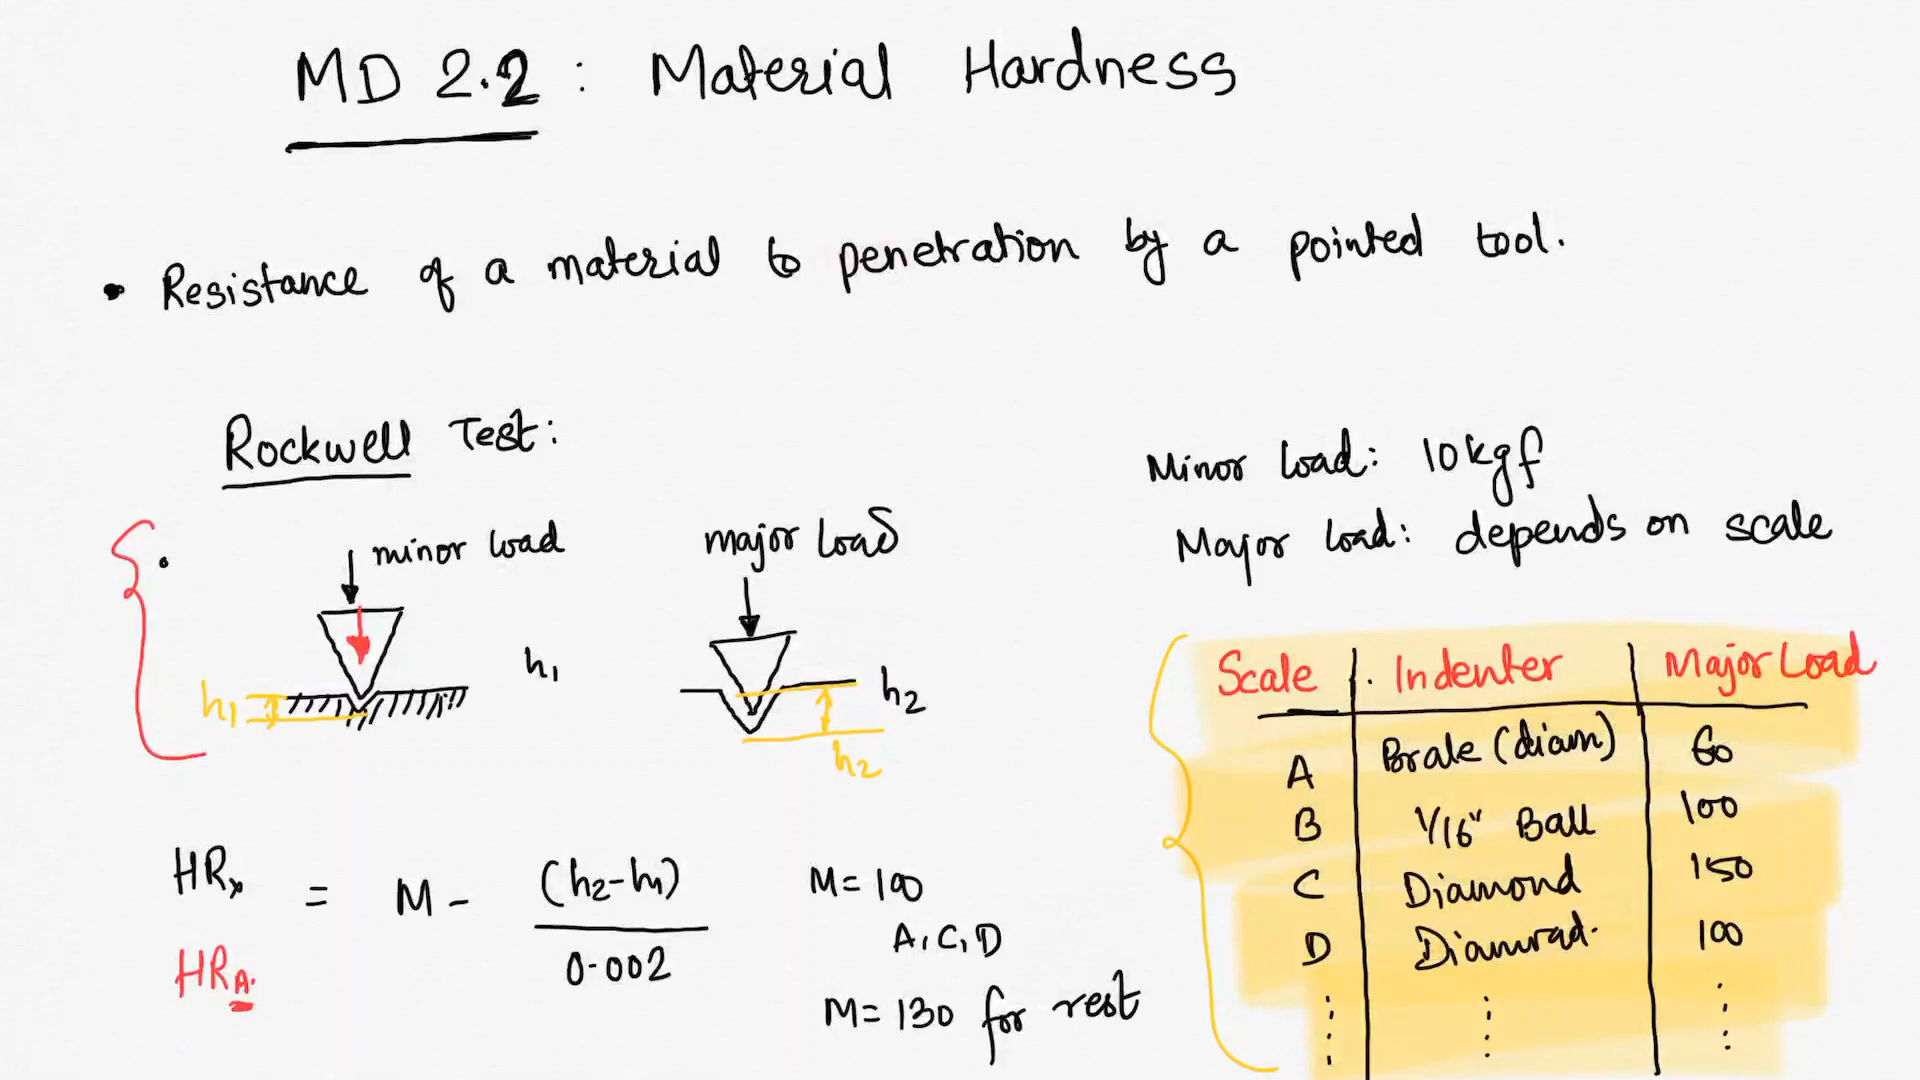 MD 2.2 : Material Hardness
• Resistance of a material to penetration by a pointed tool.
Rockwell Test:
minor load
h1
h1
major load
h2
h2
HRx = M - (h2-h1) / 0.002
HRA.
M = 100
A, C, D
M = 130 for rest
Minor load: 10kgf
Major load: depends on scale
Scale | Indenter | Major Load
A | Brale (diam) | 60
B | 1/16" Ball | 100
C | Diamond | 150
D | Diamond. | 100